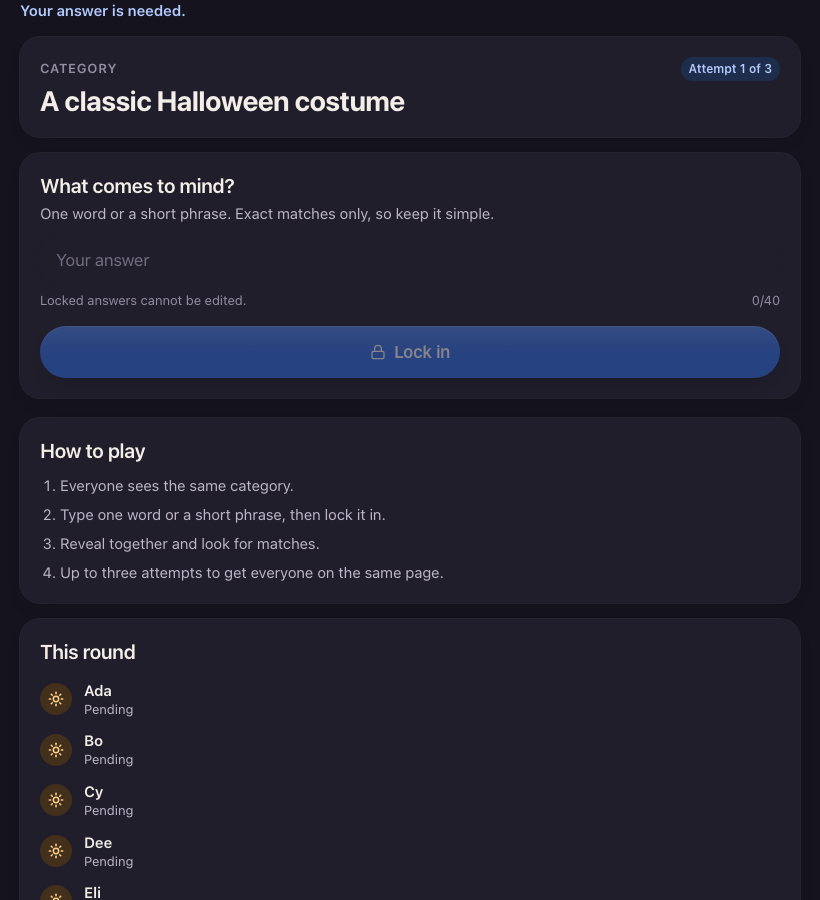 Your answer is needed.
CATEGORY
Attempt 1 of 3
A classic Halloween costume
What comes to mind?
One word or a short phrase. Exact matches only, so keep it simple.
Your answer
Locked answers cannot be edited.
0/40
Lock in
How to play
1. Everyone sees the same category.
2. Type one word or a short phrase, then lock it in.
3. Reveal together and look for matches.
4. Up to three attempts to get everyone on the same page.
This round
Ada
Pending
Bo
Pending
Cy
Pending
Dee
Pending
Eli